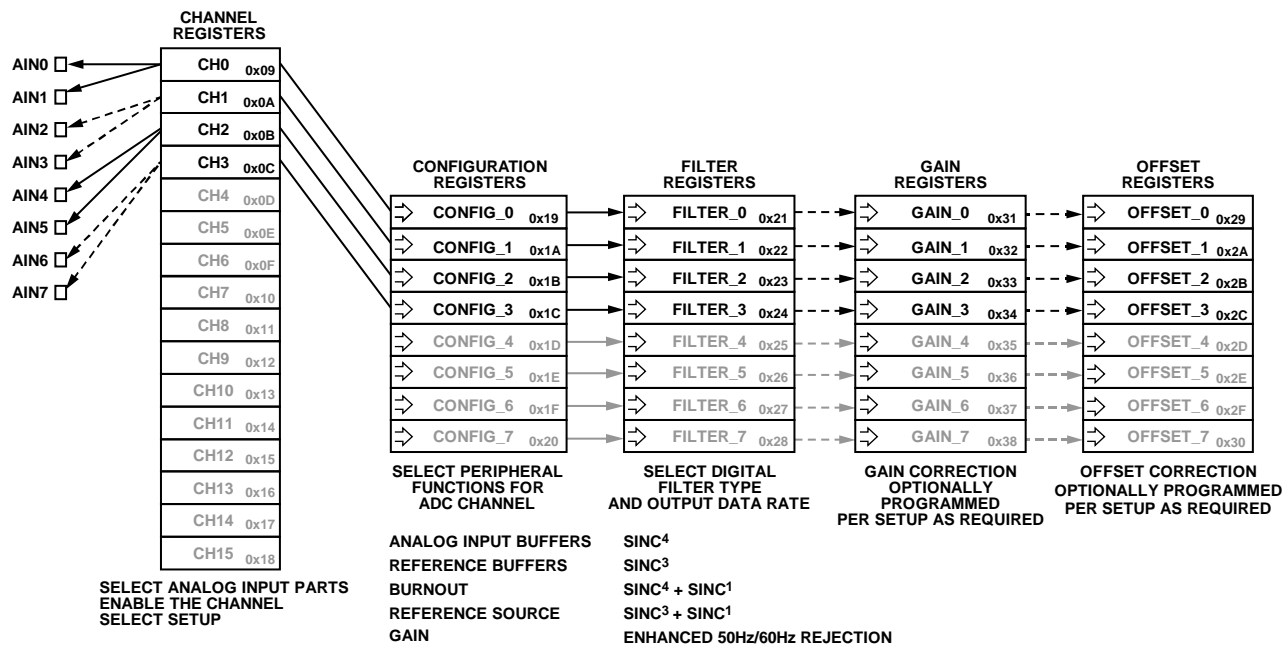 CHANNEL
REGISTERS
AIN0
AIN1
AIN2
AIN3
AIN4
AIN5
AIN6
AIN7
CH0 0x09
CH1 0x0A
CH2 0x0B
CH3 0x0C
CH4 0x0D
CH5 0x0E
CH6 0x0F
CH7 0x10
CH8 0x11
CH9 0x12
CH10 0x13
CH11 0x14
CH12 0x15
CH13 0x16
CH14 0x17
CH15 0x18
SELECT ANALOG INPUT PARTS
ENABLE THE CHANNEL
SELECT SETUP
CONFIGURATION
REGISTERS
CONFIG_0 0x19
CONFIG_1 0x1A
CONFIG_2 0x1B
CONFIG_3 0x1C
CONFIG_4 0x1D
CONFIG_5 0x1E
CONFIG_6 0x1F
CONFIG_7 0x20
SELECT PERIPHERAL
FUNCTIONS FOR
ADC CHANNEL
ANALOG INPUT BUFFERS
REFERENCE BUFFERS
BURNOUT
REFERENCE SOURCE
GAIN
FILTER
REGISTERS
FILTER_0 0x21
FILTER_1 0x22
FILTER_2 0x23
FILTER_3 0x24
FILTER_4 0x25
FILTER_5 0x26
FILTER_6 0x27
FILTER_7 0x28
SELECT DIGITAL
FILTER TYPE
AND OUTPUT DATA RATE
SINC4
SINC3
SINC4 + SINC1
SINC3 + SINC1
ENHANCED 50Hz/60Hz REJECTION
GAIN
REGISTERS
GAIN_0 0x31
GAIN_1 0x32
GAIN_2 0x33
GAIN_3 0x34
GAIN_4 0x35
GAIN_5 0x36
GAIN_6 0x37
GAIN_7 0x38
GAIN CORRECTION
OPTIONALLY
PROGRAMMED
PER SETUP AS REQUIRED
OFFSET
REGISTERS
OFFSET_0 0x29
OFFSET_1 0x2A
OFFSET_2 0x2B
OFFSET_3 0x2C
OFFSET_4 0x2D
OFFSET_5 0x2E
OFFSET_6 0x2F
OFFSET_7 0x30
OFFSET CORRECTION
OPTIONALLY PROGRAMMED
PER SETUP AS REQUIRED